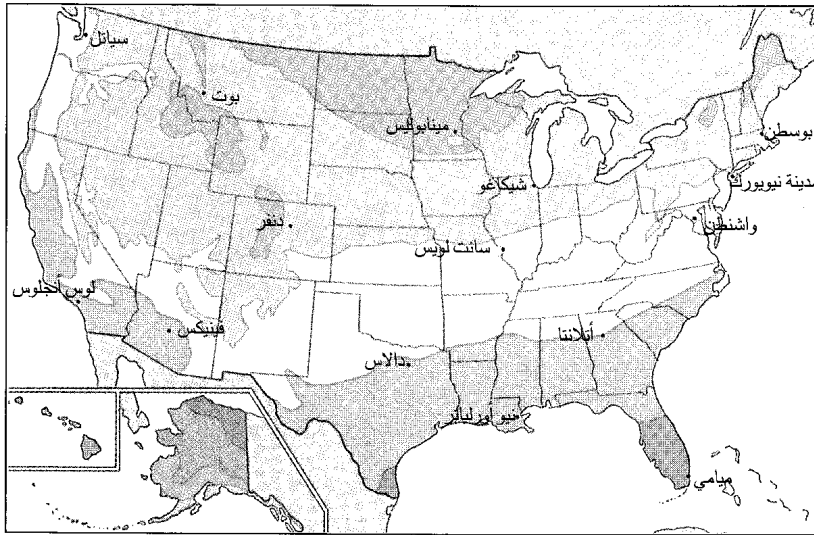 سياتل
بوت
مينابوليس
بوسطن
شيكاغو
مدينة نيويورك
واشنطن
دنفر
سانت لويس
لوس أنجلوس
فينيكس
أتلانتا
دالاس
نيو أورليانز
ميامي